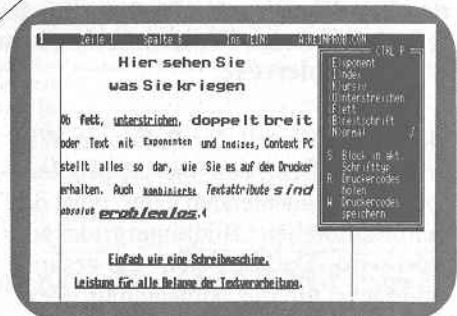 1 Zeile 1 Spalte 6 Ins (EIN)
Hier sehen Sie
was Sie kriegen
Ob fett, unterstrichen, doppelt breit
oder Text mit Exponenten und Indizes, Context PC
stellt alles so dar, wie Sie es auf den Drucker
erhalten. Auch kombinierte Textattribute sind
absolut problemlos.
Einfach wie eine Schreibmaschine.
Leistung für alle Belange der Textverarbeitung.
CTRL P
Exponent
Index
Kursiv
Unterstreichen
Fett
Breitschrift
Normal
S Block in akt.
Schrifttyp
R Druckercodes
holen
W Druckercodes
speichern